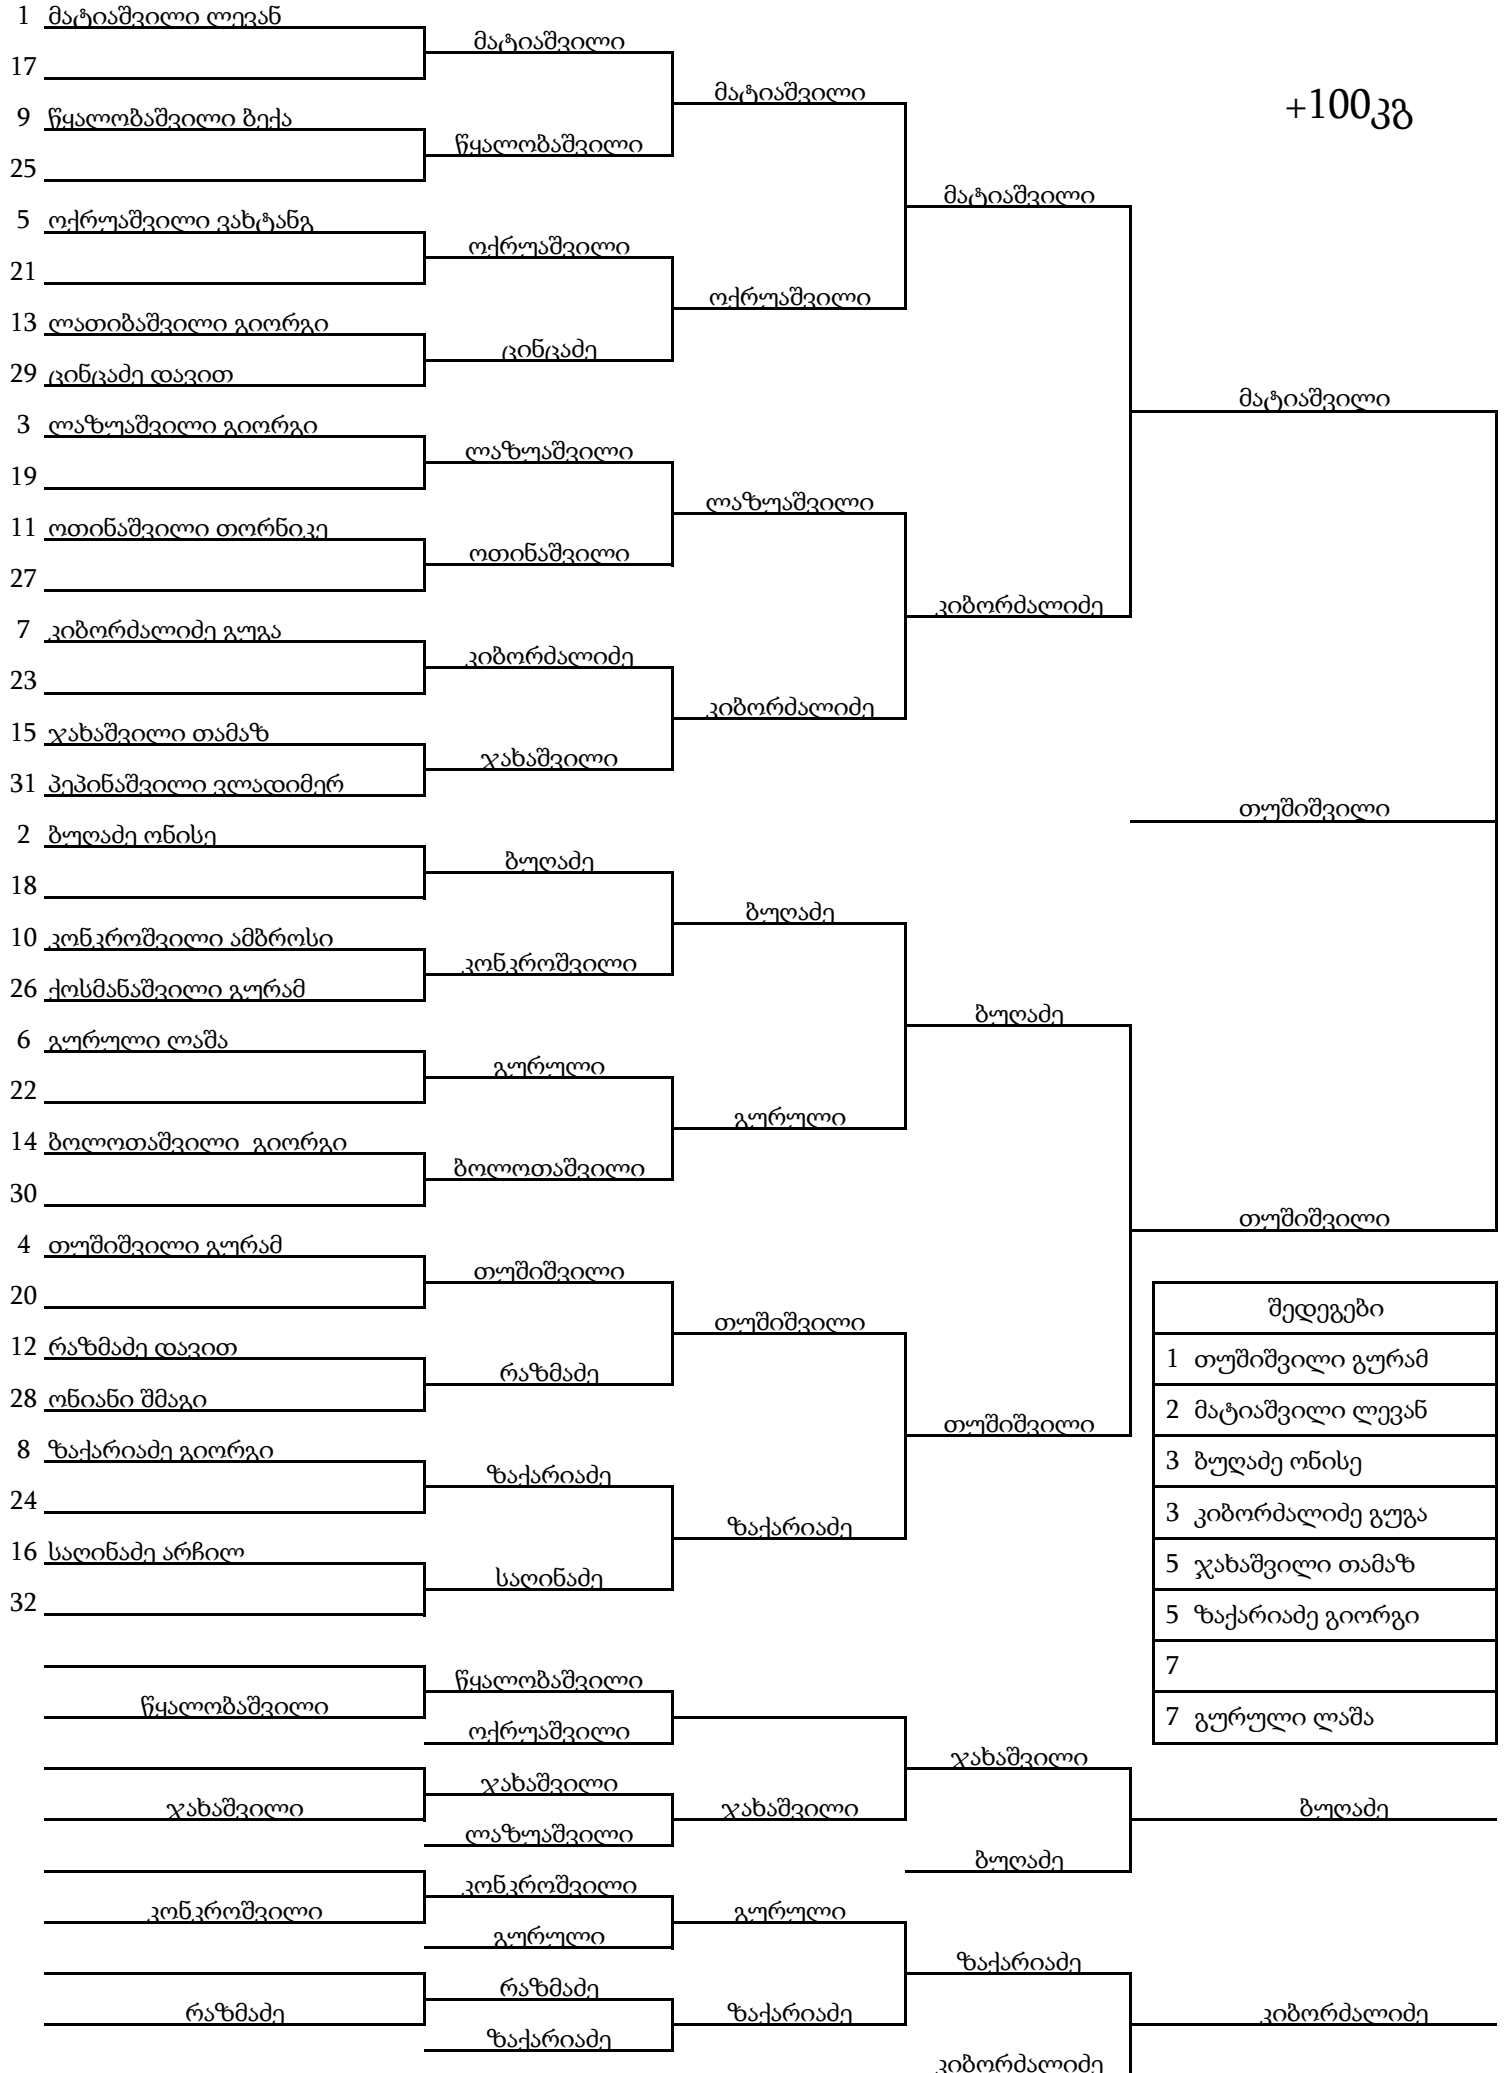 +100კგ
1 მატიაშვილი ლევან
17
9 წყალობაშვილი ბექა
25
5 ოქრუაშვილი ვახტანგ
21
13 ლათიბაშვილი გიორგი
29 ცინცაძე დავით
3 ლაზუაშვილი გიორგი
19
11 ოთინაშვილი თორნიკე
27
7 კიბორძალიძე გუგა
23
15 ჯახაშვილი თამაზ
31 პეპინაშვილი ვლადიმერ
2 ბუღაძე ონისე
18
10 კონკროშვილი ამბროსი
26 ქოსმანაშვილი გურამ
6 გურული ლაშა
22
14 ბოლოთაშვილი გიორგი
30
4 თუშიშვილი გურამ
20
12 რაზმაძე დავით
28 ონიანი შმაგი
8 ზაქარიაძე გიორგი
24
16 საღინაძე არჩილ
32
მატიაშვილი
წყალობაშვილი
ოქრუაშვილი
ცინცაძე
ლაზუაშვილი
ოთინაშვილი
კიბორძალიძე
ჯახაშვილი
ბუღაძე
კონკროშვილი
გურული
ბოლოთაშვილი
თუშიშვილი
რაზმაძე
ზაქარიაძე
საღინაძე
მატიაშვილი
ოქრუაშვილი
ლაზუაშვილი
კიბორძალიძე
ბუღაძე
გურული
თუშიშვილი
ზაქარიაძე
მატიაშვილი
კიბორძალიძე
ბუღაძე
თუშიშვილი
მატიაშვილი
თუშიშვილი
თუშიშვილი
შედეგები
1 თუშიშვილი გურამ
2 მატიაშვილი ლევან
3 ბუღაძე ონისე
3 კიბორძალიძე გუგა
5 ჯახაშვილი თამაზ
5 ზაქარიაძე გიორგი
7
7 გურული ლაშა
წყალობაშვილი
ჯახაშვილი
კონკროშვილი
რაზმაძე
წყალობაშვილი
ოქრუაშვილი
ჯახაშვილი
ლაზუაშვილი
კონკროშვილი
გურული
რაზმაძე
ზაქარიაძე
ჯახაშვილი
გურული
ზაქარიაძე
ჯახაშვილი
ბუღაძე
ზაქარიაძე
კიბორძალიძე
ბუღაძე
კიბორძალიძე